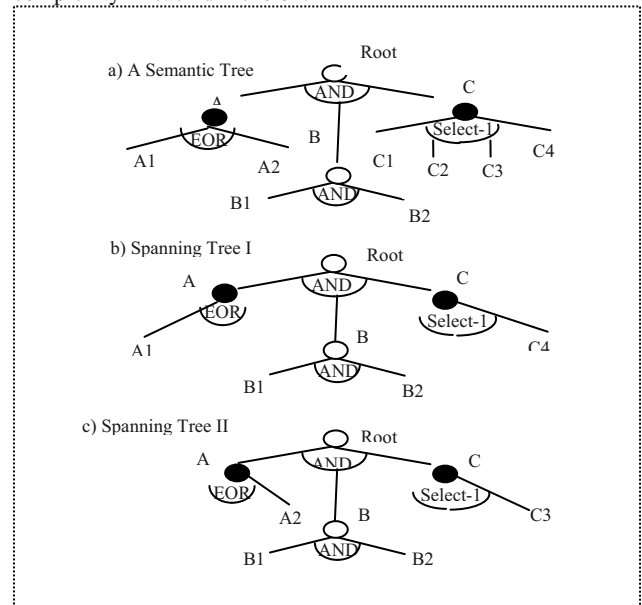 Root
a) A Semantic Tree
C
A
AND
EOR
Select-1
B
A1
A2
C1
C2
C3
C4
B1
AND
B2
b) Spanning Tree I
Root
A
C
AND
EOR
Select-1
B
A1
C4
B1
AND
B2
c) Spanning Tree II
Root
A
AND
C
EOR
Select-1
A2
B
C3
B1
AND
B2